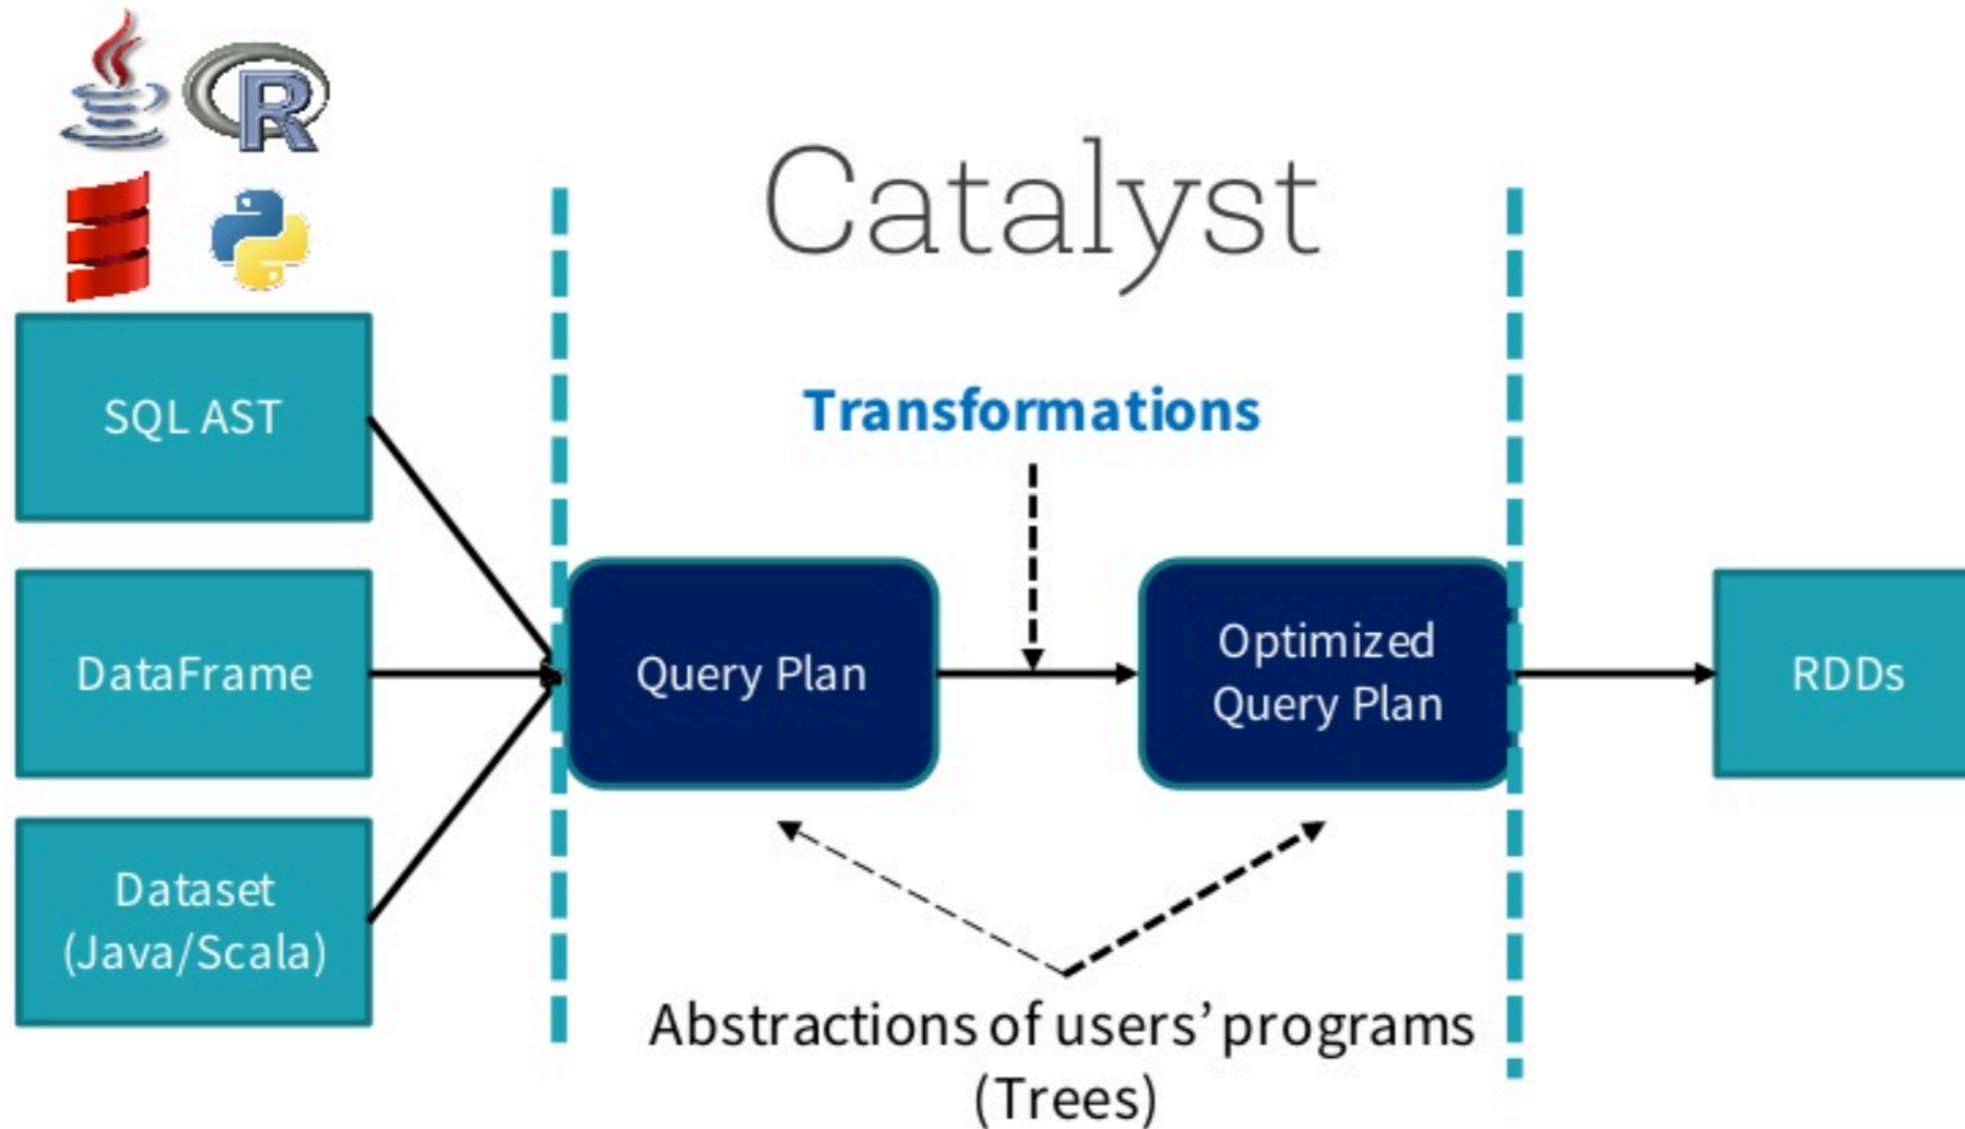 R
Catalyst
SQL AST
Transformations
DataFrame
Query Plan
Optimized
Query Plan
RDDs
Dataset
(Java/Scala)
Abstractions of users’ programs
(Trees)